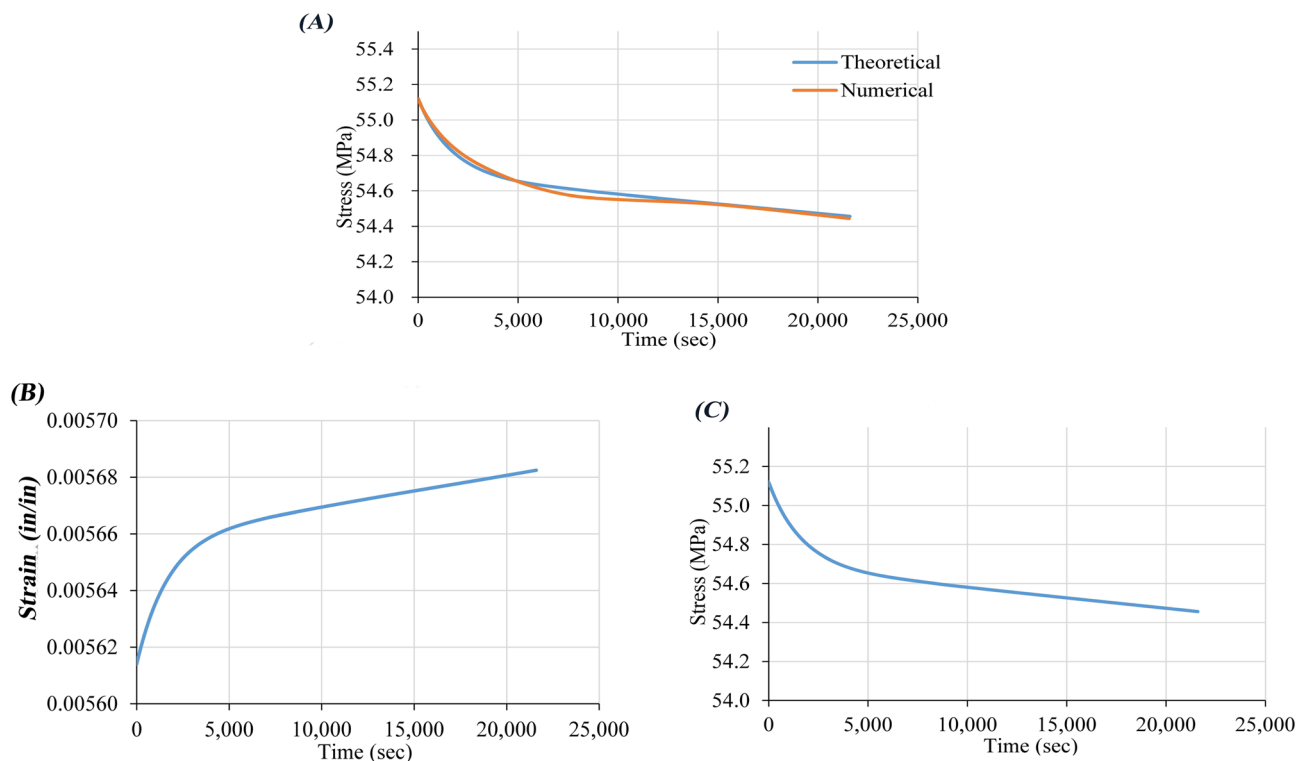 (A)
55.4
55.2
55.0
54.8
54.6
54.4
54.2
54.0
Stress (MPa)
Theoretical
Numerical
0 5,000 10,000 15,000 20,000 25,000
Time (sec)
(B)
0.00570
0.00568
0.00566
0.00564
0.00562
0.00560
Strain (in/in)
0 5,000 10,000 15,000 20,000 25,000
Time (sec)
(C)
55.2
55.0
54.8
54.6
54.4
54.2
54.0
Stress (MPa)
0 5,000 10,000 15,000 20,000 25,000
Time (sec)